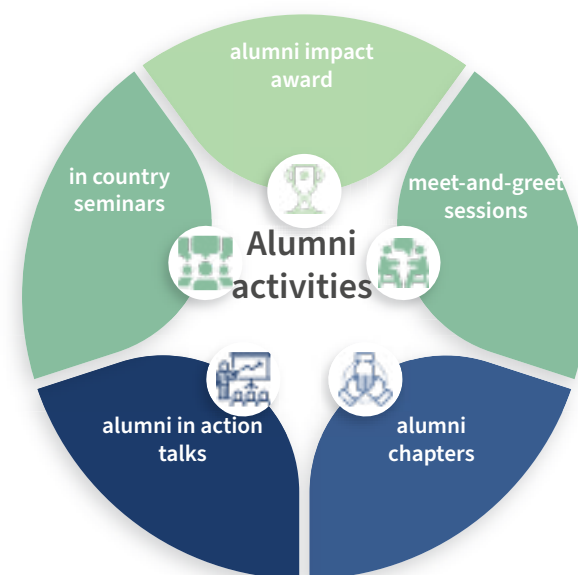 alumni impact
award
in country
seminars
meet-and-greet
sessions
Alumni
activities
alumni in action
talks
alumni
chapters